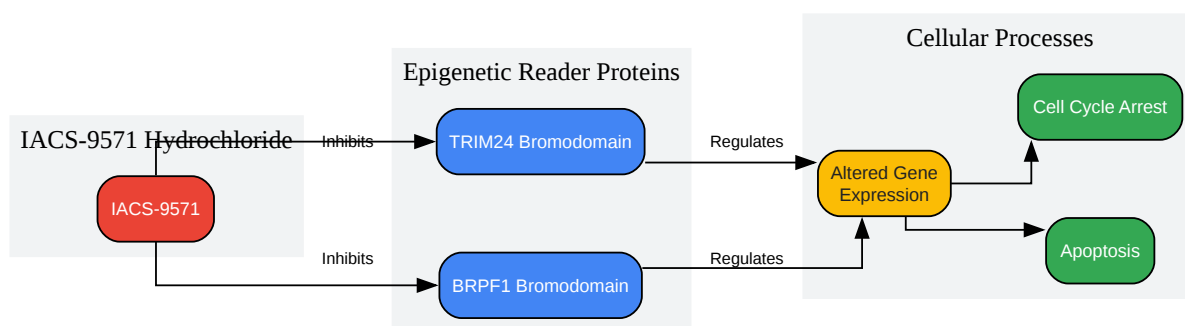 IACS-9571 Hydrochloride
IACS-9571
Inhibits
Inhibits
Epigenetic Reader Proteins
TRIM24 Bromodomain
BRPF1 Bromodomain
Regulates
Regulates
Cellular Processes
Altered Gene
Expression
Cell Cycle Arrest
Apoptosis